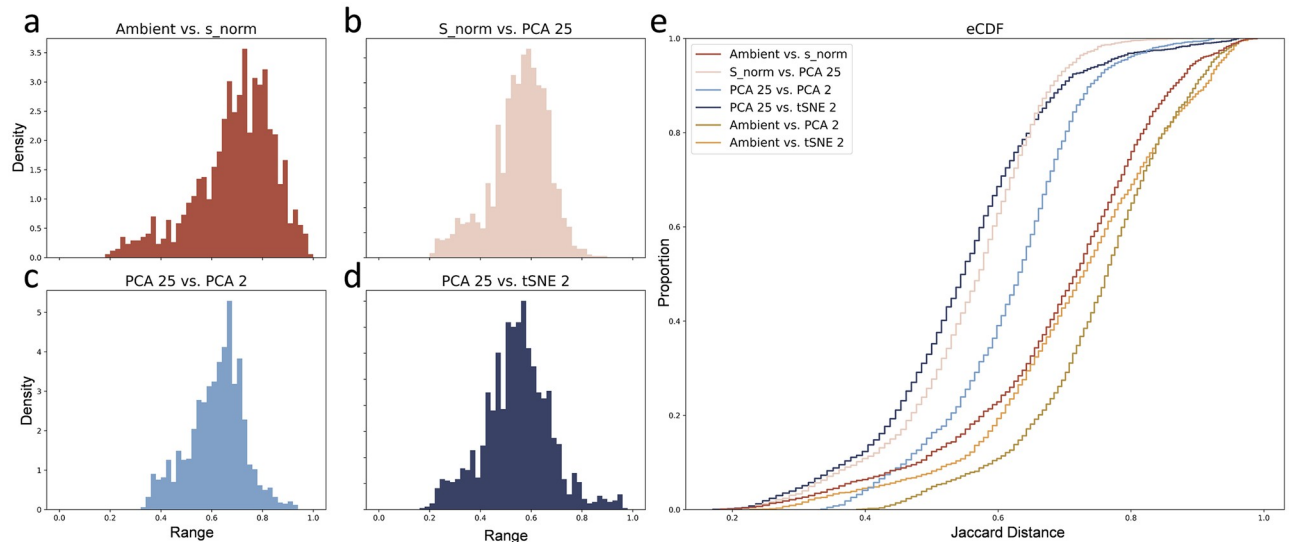 a
Ambient vs. s_norm
3.5
3.0
2.5
2.0
1.5
1.0
0.5
0.0
Density
b
S_norm vs. PCA 25
c
PCA 25 vs. PCA 2
5
4
3
2
1
0
Density
0.0 0.2 0.4 0.6 0.8 1.0
Range
d
PCA 25 vs. tSNE 2
0.0 0.2 0.4 0.6 0.8 1.0
Range
e
eCDF
Ambient vs. s_norm
S_norm vs. PCA 25
PCA 25 vs. PCA 2
PCA 25 vs. tSNE 2
Ambient vs. PCA 2
Ambient vs. tSNE 2
1.0
0.8
0.6
0.4
0.2
0.0
Proportion
0.2 0.4 0.6 0.8 1.0
Jaccard Distance